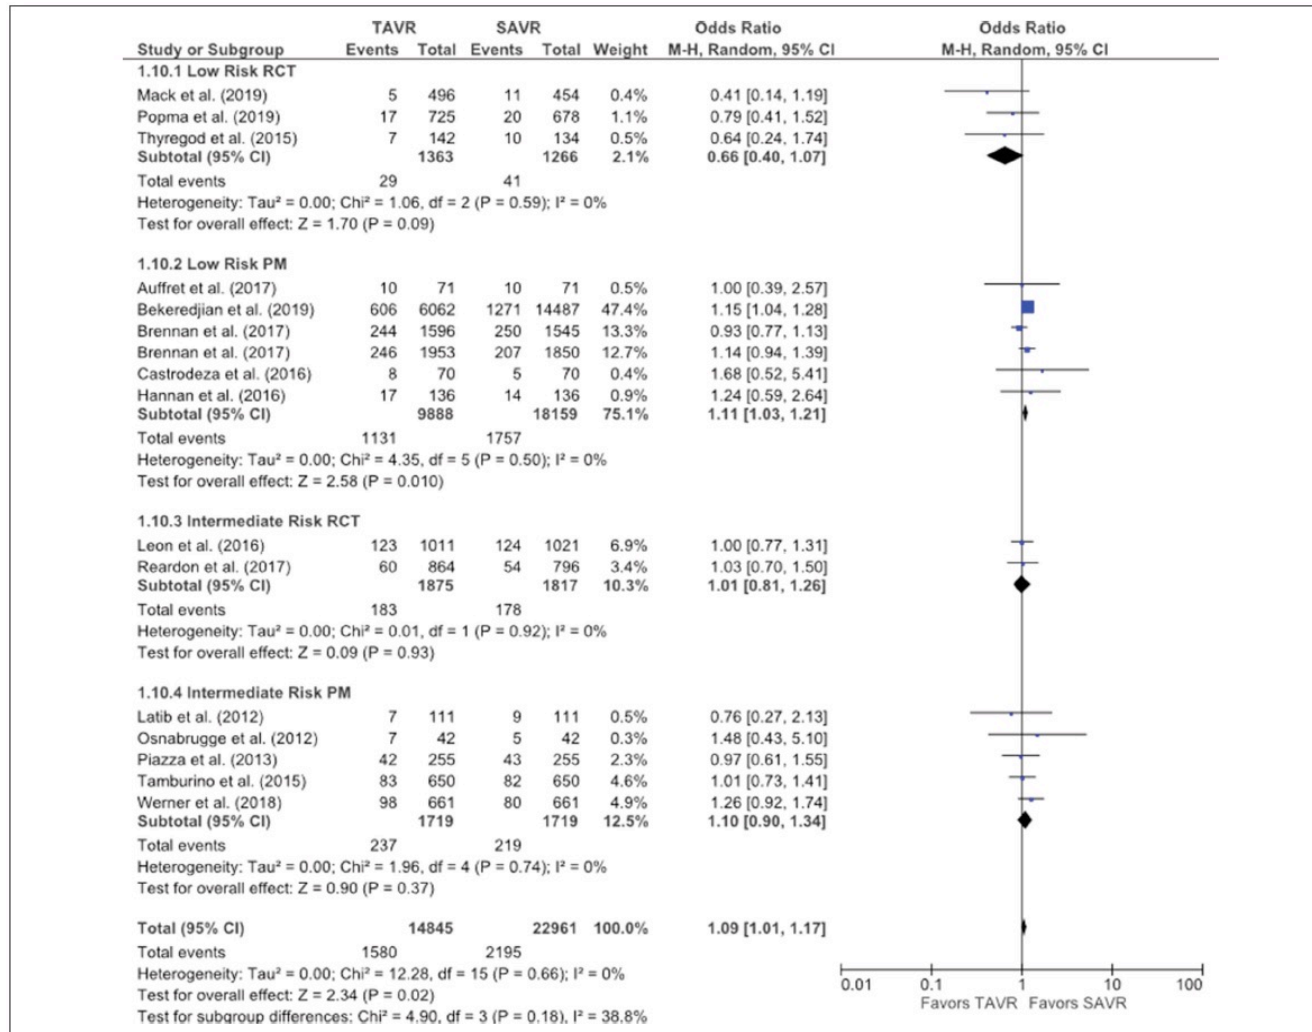 TAVR SAVR Odds Ratio Odds Ratio
Study or Subgroup Events Total Events Total Weight M-H, Random, 95% CI M-H, Random, 95% CI
1.10.1 Low Risk RCT
Mack et al. (2019) 5 496 11 454 0.4% 0.41 [0.14, 1.19]
Popma et al. (2019) 17 725 20 678 1.1% 0.79 [0.41, 1.52]
Thyregod et al. (2015) 7 142 10 134 0.5% 0.64 [0.24, 1.74]
Subtotal (95% CI) 1363 1266 2.1% 0.66 [0.40, 1.07]
Total events 29 41
Heterogeneity: Tau² = 0.00; Chi² = 1.06, df = 2 (P = 0.59); I² = 0%
Test for overall effect: Z = 1.70 (P = 0.09)
1.10.2 Low Risk PM
Auffret et al. (2017) 10 71 10 71 0.5% 1.00 [0.39, 2.57]
Bekeredjian et al. (2019) 606 6062 1271 14487 47.4% 1.15 [1.04, 1.28]
Brennan et al. (2017) 244 1596 250 1545 13.3% 0.93 [0.77, 1.13]
Brennan et al. (2017) 246 1953 207 1850 12.7% 1.14 [0.94, 1.39]
Castrodeza et al. (2016) 8 70 5 70 0.4% 1.68 [0.52, 5.41]
Hannan et al. (2016) 17 136 14 136 0.9% 1.24 [0.59, 2.64]
Subtotal (95% CI) 9888 18159 75.1% 1.11 [1.03, 1.21]
Total events 1131 1757
Heterogeneity: Tau² = 0.00; Chi² = 4.35, df = 5 (P = 0.50); I² = 0%
Test for overall effect: Z = 2.58 (P = 0.010)
1.10.3 Intermediate Risk RCT
Leon et al. (2016) 123 1011 124 1021 6.9% 1.00 [0.77, 1.31]
Reardon et al. (2017) 60 864 54 796 3.4% 1.03 [0.70, 1.50]
Subtotal (95% CI) 1875 1817 10.3% 1.01 [0.81, 1.26]
Total events 183 178
Heterogeneity: Tau² = 0.00; Chi² = 0.01, df = 1 (P = 0.92); I² = 0%
Test for overall effect: Z = 0.09 (P = 0.93)
1.10.4 Intermediate Risk PM
Latib et al. (2012) 7 111 9 111 0.5% 0.76 [0.27, 2.13]
Osnabrugge et al. (2012) 7 42 5 42 0.3% 1.48 [0.43, 5.10]
Piazza et al. (2013) 42 255 43 255 2.3% 0.97 [0.61, 1.55]
Tamburino et al. (2015) 83 650 82 650 4.6% 1.01 [0.73, 1.41]
Werner et al. (2018) 98 661 80 661 4.9% 1.26 [0.92, 1.74]
Subtotal (95% CI) 1719 1719 12.5% 1.10 [0.90, 1.34]
Total events 237 219
Heterogeneity: Tau² = 0.00; Chi² = 1.96, df = 4 (P = 0.74); I² = 0%
Test for overall effect: Z = 0.90 (P = 0.37)
Total (95% CI) 14845 22961 100.0% 1.09 [1.01, 1.17]
Total events 1580 2195
Heterogeneity: Tau² = 0.00; Chi² = 12.28, df = 15 (P = 0.66); I² = 0%
Test for overall effect: Z = 2.34 (P = 0.02)
Test for subgroup differences: Chi² = 4.90, df = 3 (P = 0.18), I² = 38.8%
0.01 0.1 1 10 100
Favors TAVR Favors SAVR